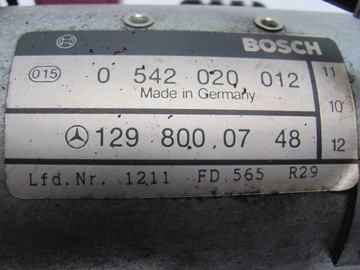 BOSCH
015 0 542 020 012
Made in Germany
129 800 07 48
11
10
12
Lfd.Nr. 1211 FD 565 R29